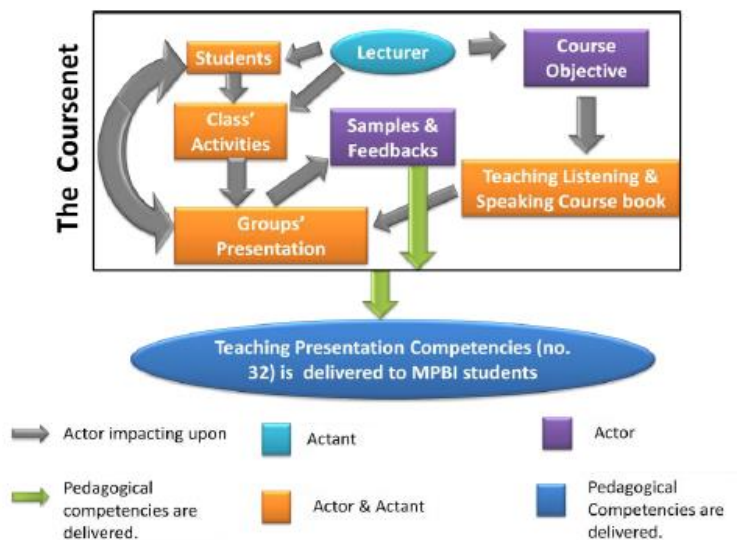 The Coursenet
Students
Lecturer
Course
Objective
Class'
Activities
Samples &
Feedbacks
Teaching Listening &
Speaking Course book
Groups'
Presentation
Teaching Presentation Competencies (no.
32) is delivered to MPBI students
Actor impacting upon
Actant
Actor
Pedagogical
competencies are
delivered.
Actor & Actant
Pedagogical
Competencies are
delivered.